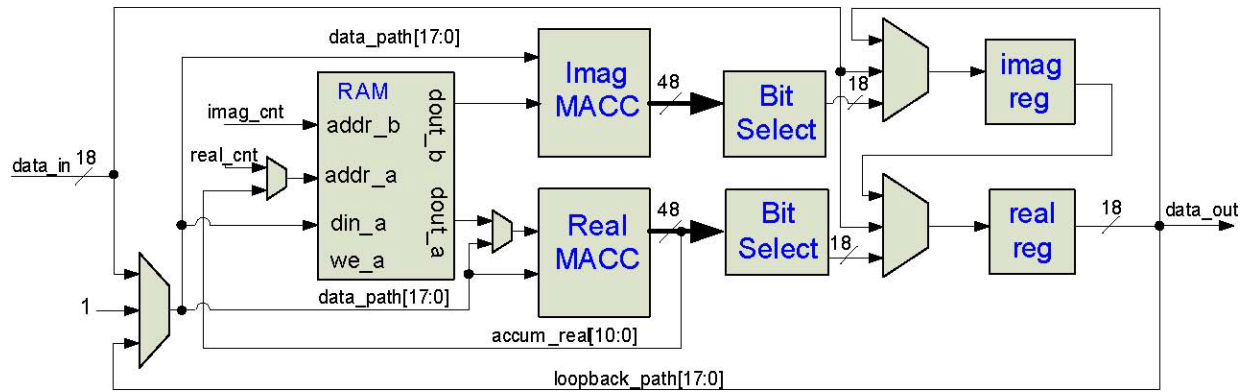 data_path[17:0]
Imag
MACC
48
Bit
Select
18
imag
reg
RAM
dout_b
imag_cnt
addr_b
data_in
18
real_cnt
addr_a
dout_a
din_a
we_a
Real
MACC
48
Bit
Select
18
real
reg
18
data_out
data_path[17:0]
1
accum_real[10:0]
loopback_path[17:0]